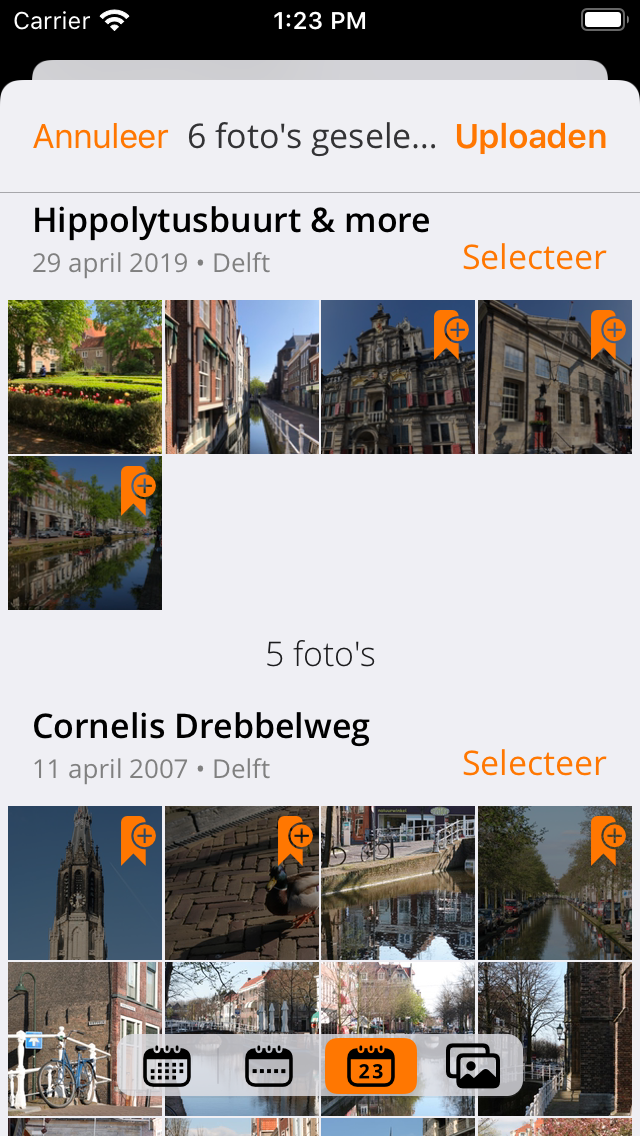 Carrier 1:23 PM
Annuleer 6 foto's gesele... Uploaden
Hippolytusbuurt & more
29 april 2019 • Delft
Selecteer
5 foto's
Cornelis Drebbelweg
11 april 2007 • Delft
Selecteer
23